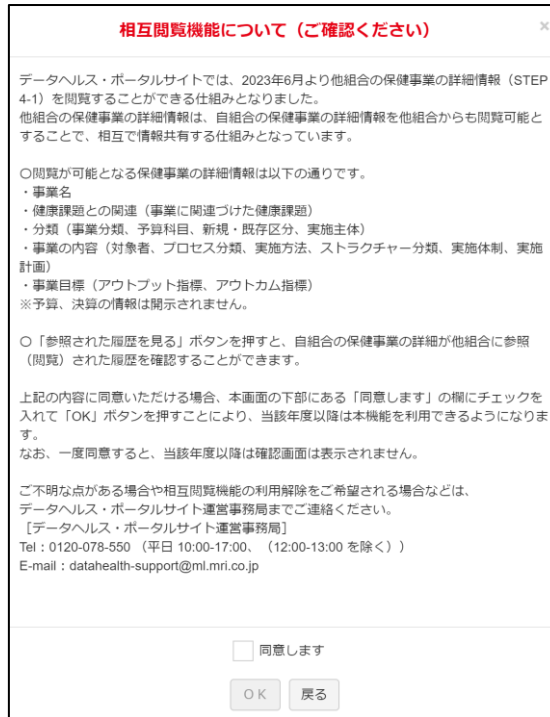 相互閲覧機能について（ご確認ください）
×
データヘルス・ポータルサイトでは、2023年6月より他組合の保健事業の詳細情報（STEP
4-1）を閲覧することができる仕組みとなりました。
他組合の保健事業の詳細情報は、自組合の保健事業の詳細情報を他組合からも閲覧可能と
することで、相互で情報共有する仕組みとなっています。
〇閲覧が可能となる保健事業の詳細情報は以下の通りです。
・事業名
・健康課題との関連（事業に関連づけた健康課題）
・分類（事業分類、予算科目、新規・既存区分、実施主体）
・事業の内容（対象者、プロセス分類、実施方法、ストラクチャー分類、実施体制、実施
計画）
・事業目標（アウトプット指標、アウトカム指標）
※予算、決算の情報は開示されません。
〇「参照された履歴を見る」ボタンを押すと、自組合の保健事業の詳細が他組合に参照
（閲覧）された履歴を確認することができます。
上記の内容に同意いただける場合、本画面の下部にある「同意します」の欄にチェックを
入れて「OK」ボタンを押すことにより、当該年度以降は本機能を利用できるようになりま
す。
なお、一度同意すると、当該年度以降は確認画面は表示されません。
ご不明な点がある場合や相互閲覧機能の利用解除をご希望される場合などは、
データヘルス・ポータルサイト運営事務局までご連絡ください。
［データヘルス・ポータルサイト運営事務局］
Tel：0120-078-550 （平日 10:00-17:00、（12:00-13:00 を除く））
E-mail：datahealth-support@ml.mri.co.jp
同意します
ＯＫ 戻る